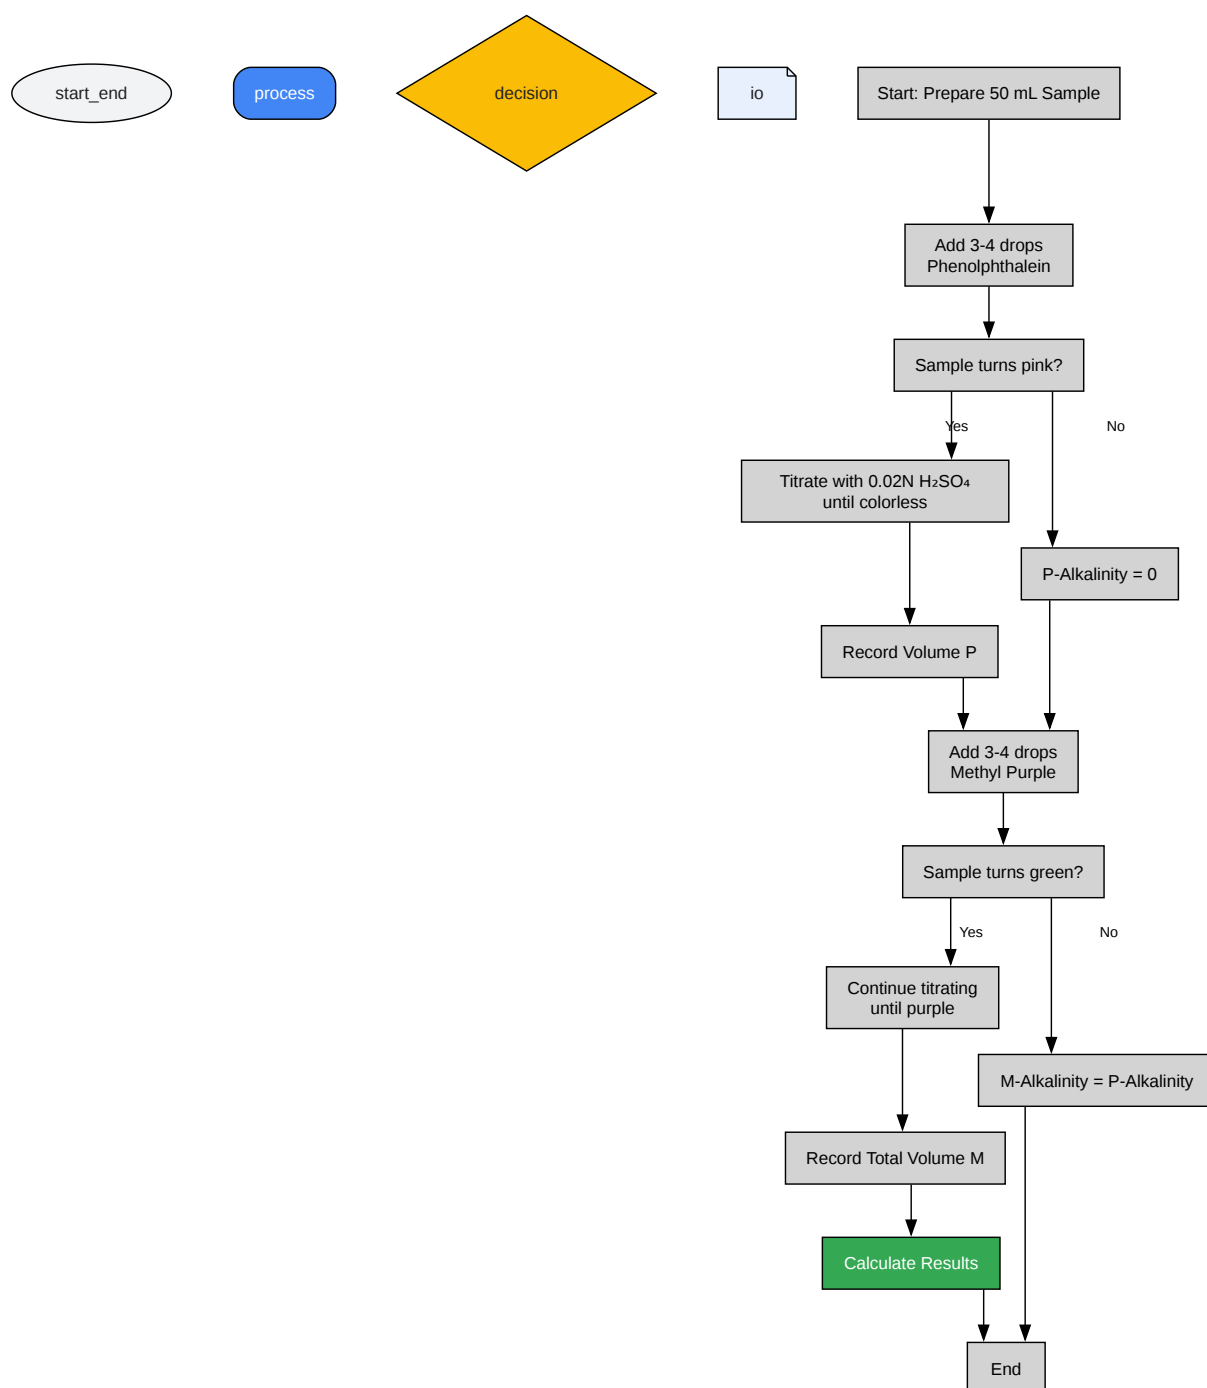 start_end
process
decision
io
Start: Prepare 50 mL Sample
Add 3-4 drops
Phenolphthalein
Sample turns pink?
Yes
No
Titrate with 0.02N H₂SO₄
until colorless
P-Alkalinity = 0
Record Volume P
Add 3-4 drops
Methyl Purple
Sample turns green?
Yes
No
Continue titrating
until purple
M-Alkalinity = P-Alkalinity
Record Total Volume M
Calculate Results
End